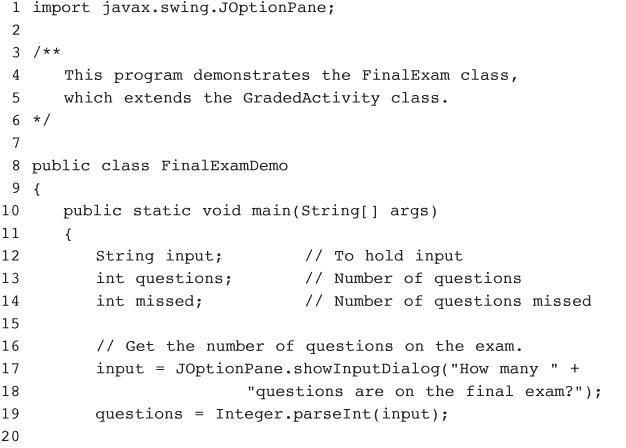 1 import javax.swing.JOptionPane;
2
3 /**
4    This program demonstrates the FinalExam class,
5    which extends the GradedActivity class.
6 */
7
8 public class FinalExamDemo
9 {
10    public static void main(String[] args)
11    {
12       String input;        // To hold input
13       int questions;       // Number of questions
14       int missed;          // Number of questions missed
15
16       // Get the number of questions on the exam.
17       input = JOptionPane.showInputDialog("How many " +
18                      "questions are on the final exam?");
19       questions = Integer.parseInt(input);
20